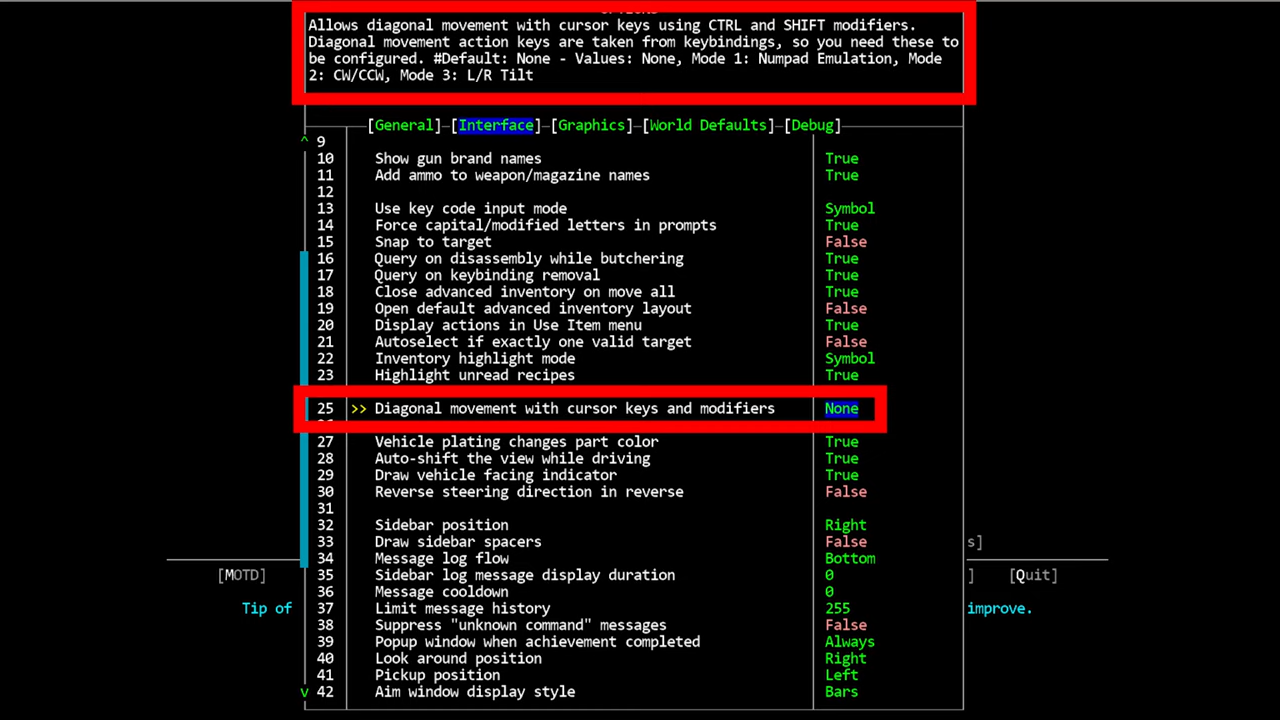 Allows diagonal movement with cursor keys using CTRL and SHIFT modifiers.
Diagonal movement action keys are taken from keybindings, so you need these to
be configured. #Default: None - Values: None, Mode 1: Numpad Emulation, Mode
2: CW/CCW, Mode 3: L/R Tilt
[General] [Interface] [Graphics] [World Defaults] [Debug]
^ 9
10 Show gun brand names True
11 Add ammo to weapon/magazine names True
12
13 Use key code input mode Symbol
14 Force capital/modified letters in prompts True
15 Snap to target False
16 Query on disassembly while butchering True
17 Query on keybinding removal True
18 Close advanced inventory on move all True
19 Open default advanced inventory layout False
20 Display actions in Use Item menu True
21 Autoselect if exactly one valid target False
22 Inventory highlight mode Symbol
23 Highlight unread recipes True
25 >> Diagonal movement with cursor keys and modifiers None
27 Vehicle plating changes part color True
28 Auto-shift the view while driving True
29 Draw vehicle facing indicator True
30 Reverse steering direction in reverse False
31
32 Sidebar position Right
33 Draw sidebar spacers False
s]
34 Message log flow Bottom
[MOTD] 35 Sidebar log message display duration 0 ] [Quit]
36 Message cooldown 0
Tip of 37 Limit message history 255 improve.
38 Suppress "unknown command" messages False
39 Popup window when achievement completed Always
40 Look around position Right
41 Pickup position Left
v 42 Aim window display style Bars